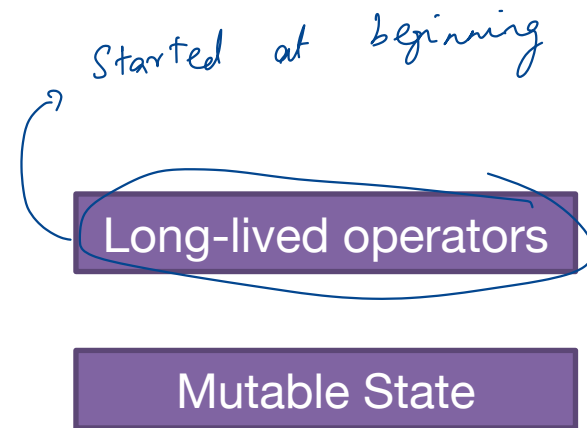 Started at beginning
Long-lived operators
Mutable State